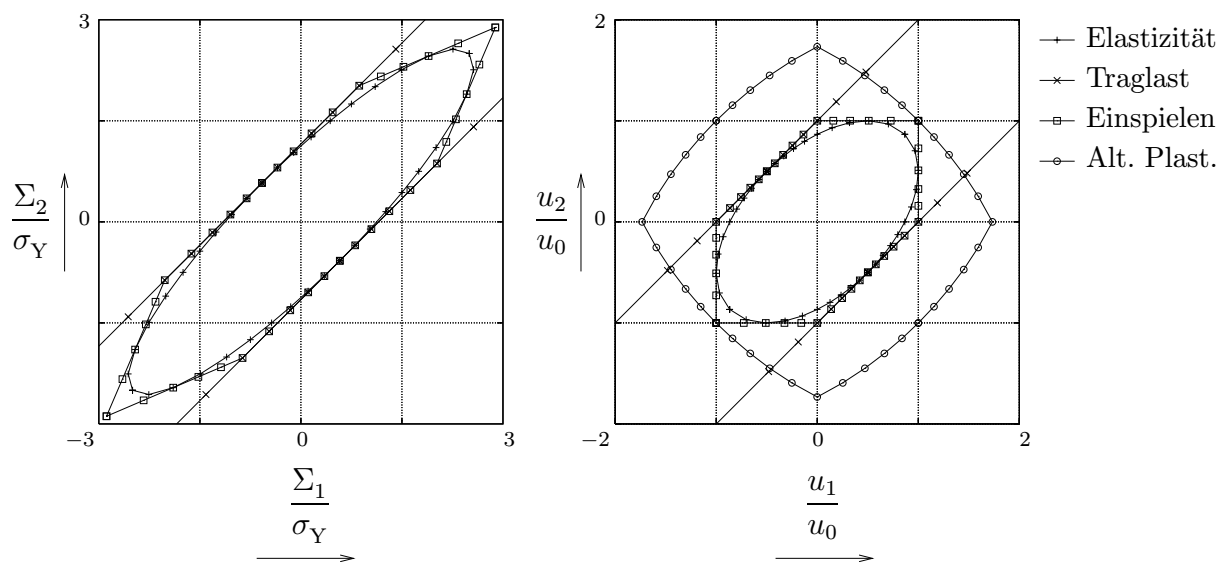 3
0
−3
0
3
Σ2
σY
Σ1
σY
2
0
−2
0
2
u2
u0
u1
u0
Elastizität
Traglast
Einspielen
Alt. Plast.